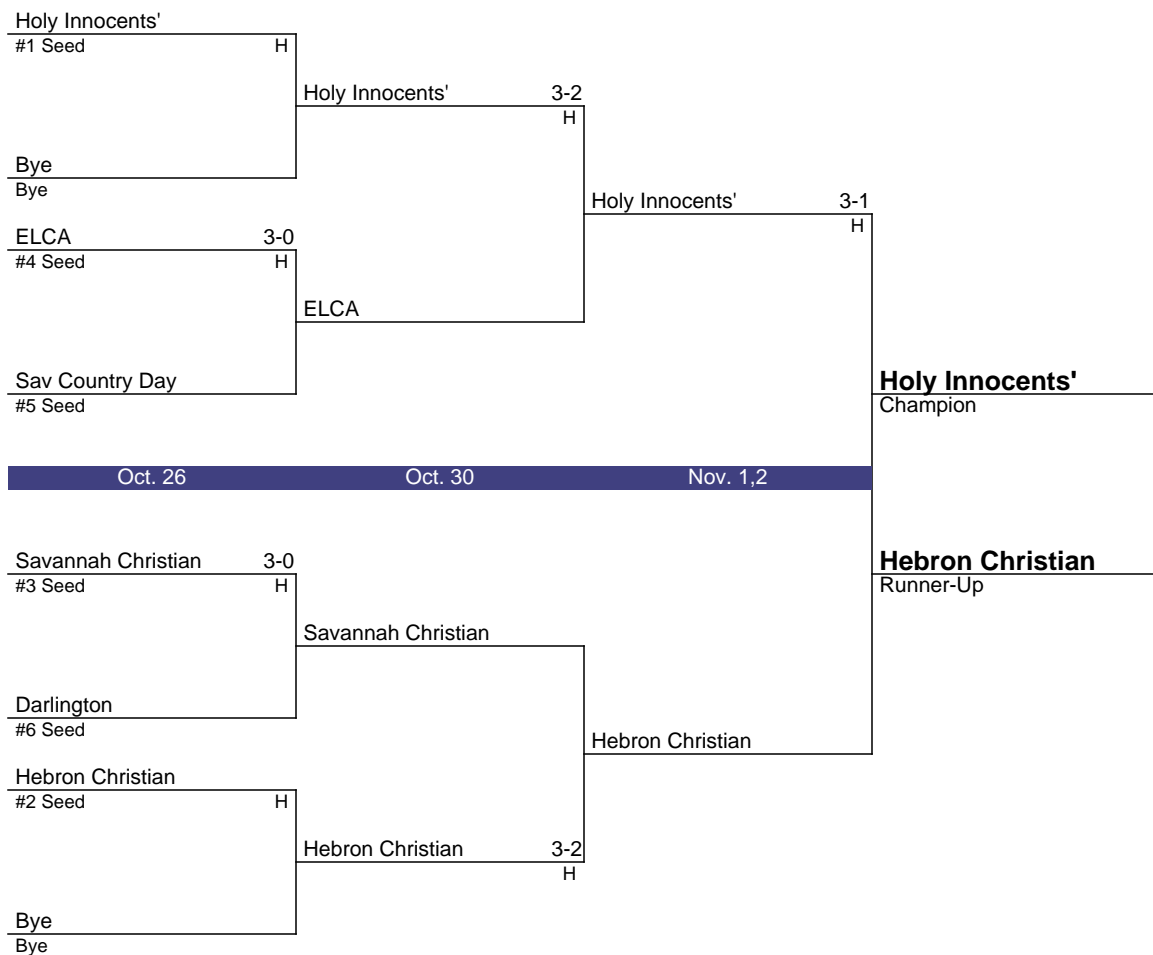 Holy Innocents'
#1 Seed H
Holy Innocents' 3-2
H
Bye
Bye
Holy Innocents' 3-1
H
ELCA 3-0
#4 Seed H
ELCA
Sav Country Day
#5 Seed
Holy Innocents'
Champion
Oct. 26 Oct. 30 Nov. 1,2
Savannah Christian 3-0
#3 Seed H
Hebron Christian
Runner-Up
Savannah Christian
Darlington
#6 Seed
Hebron Christian
Hebron Christian
#2 Seed H
Hebron Christian 3-2
H
Bye
Bye